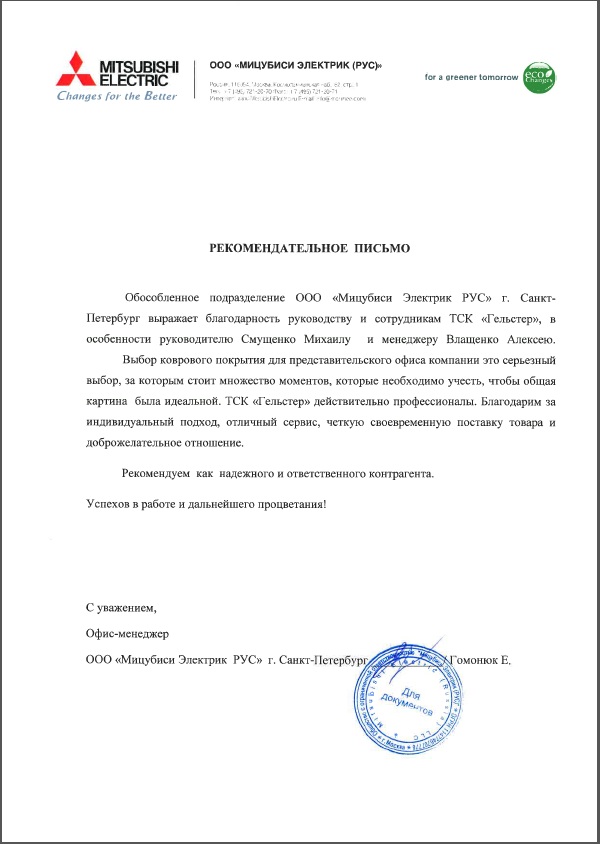 MITSUBISHI
ELECTRIC
Changes for the Better
ООО «МИЦУБИСИ ЭЛЕКТРИК (РУС)»
for a greener tomorrow
eco
Changes
РЕКОМЕНДАТЕЛЬНОЕ ПИСЬМО
Обособленное подразделение ООО «Мицубиси Электрик РУС» г. Санкт-
Петербург выражает благодарность руководству и сотрудникам ТСК «Гельстер», в
особенности руководителю Смущенко Михаилу и менеджеру Влащенко Алексею.
Выбор коврового покрытия для представительского офиса компании это серьезный
выбор, за которым стоит множество моментов, которые необходимо учесть, чтобы общая
картина была идеальной. ТСК «Гельстер» действительно профессионалы. Благодарим за
индивидуальный подход, отличный сервис, четкую своевременную поставку товара и
доброжелательное отношение.
Рекомендуем как надежного и ответственного контрагента.
Успехов в работе и дальнейшего процветания!
С уважением,
Офис-менеджер
ООО «Мицубиси Электрик РУС» г. Санкт-Петербург / Гомонюк Е.
Для
документов
г. Москва